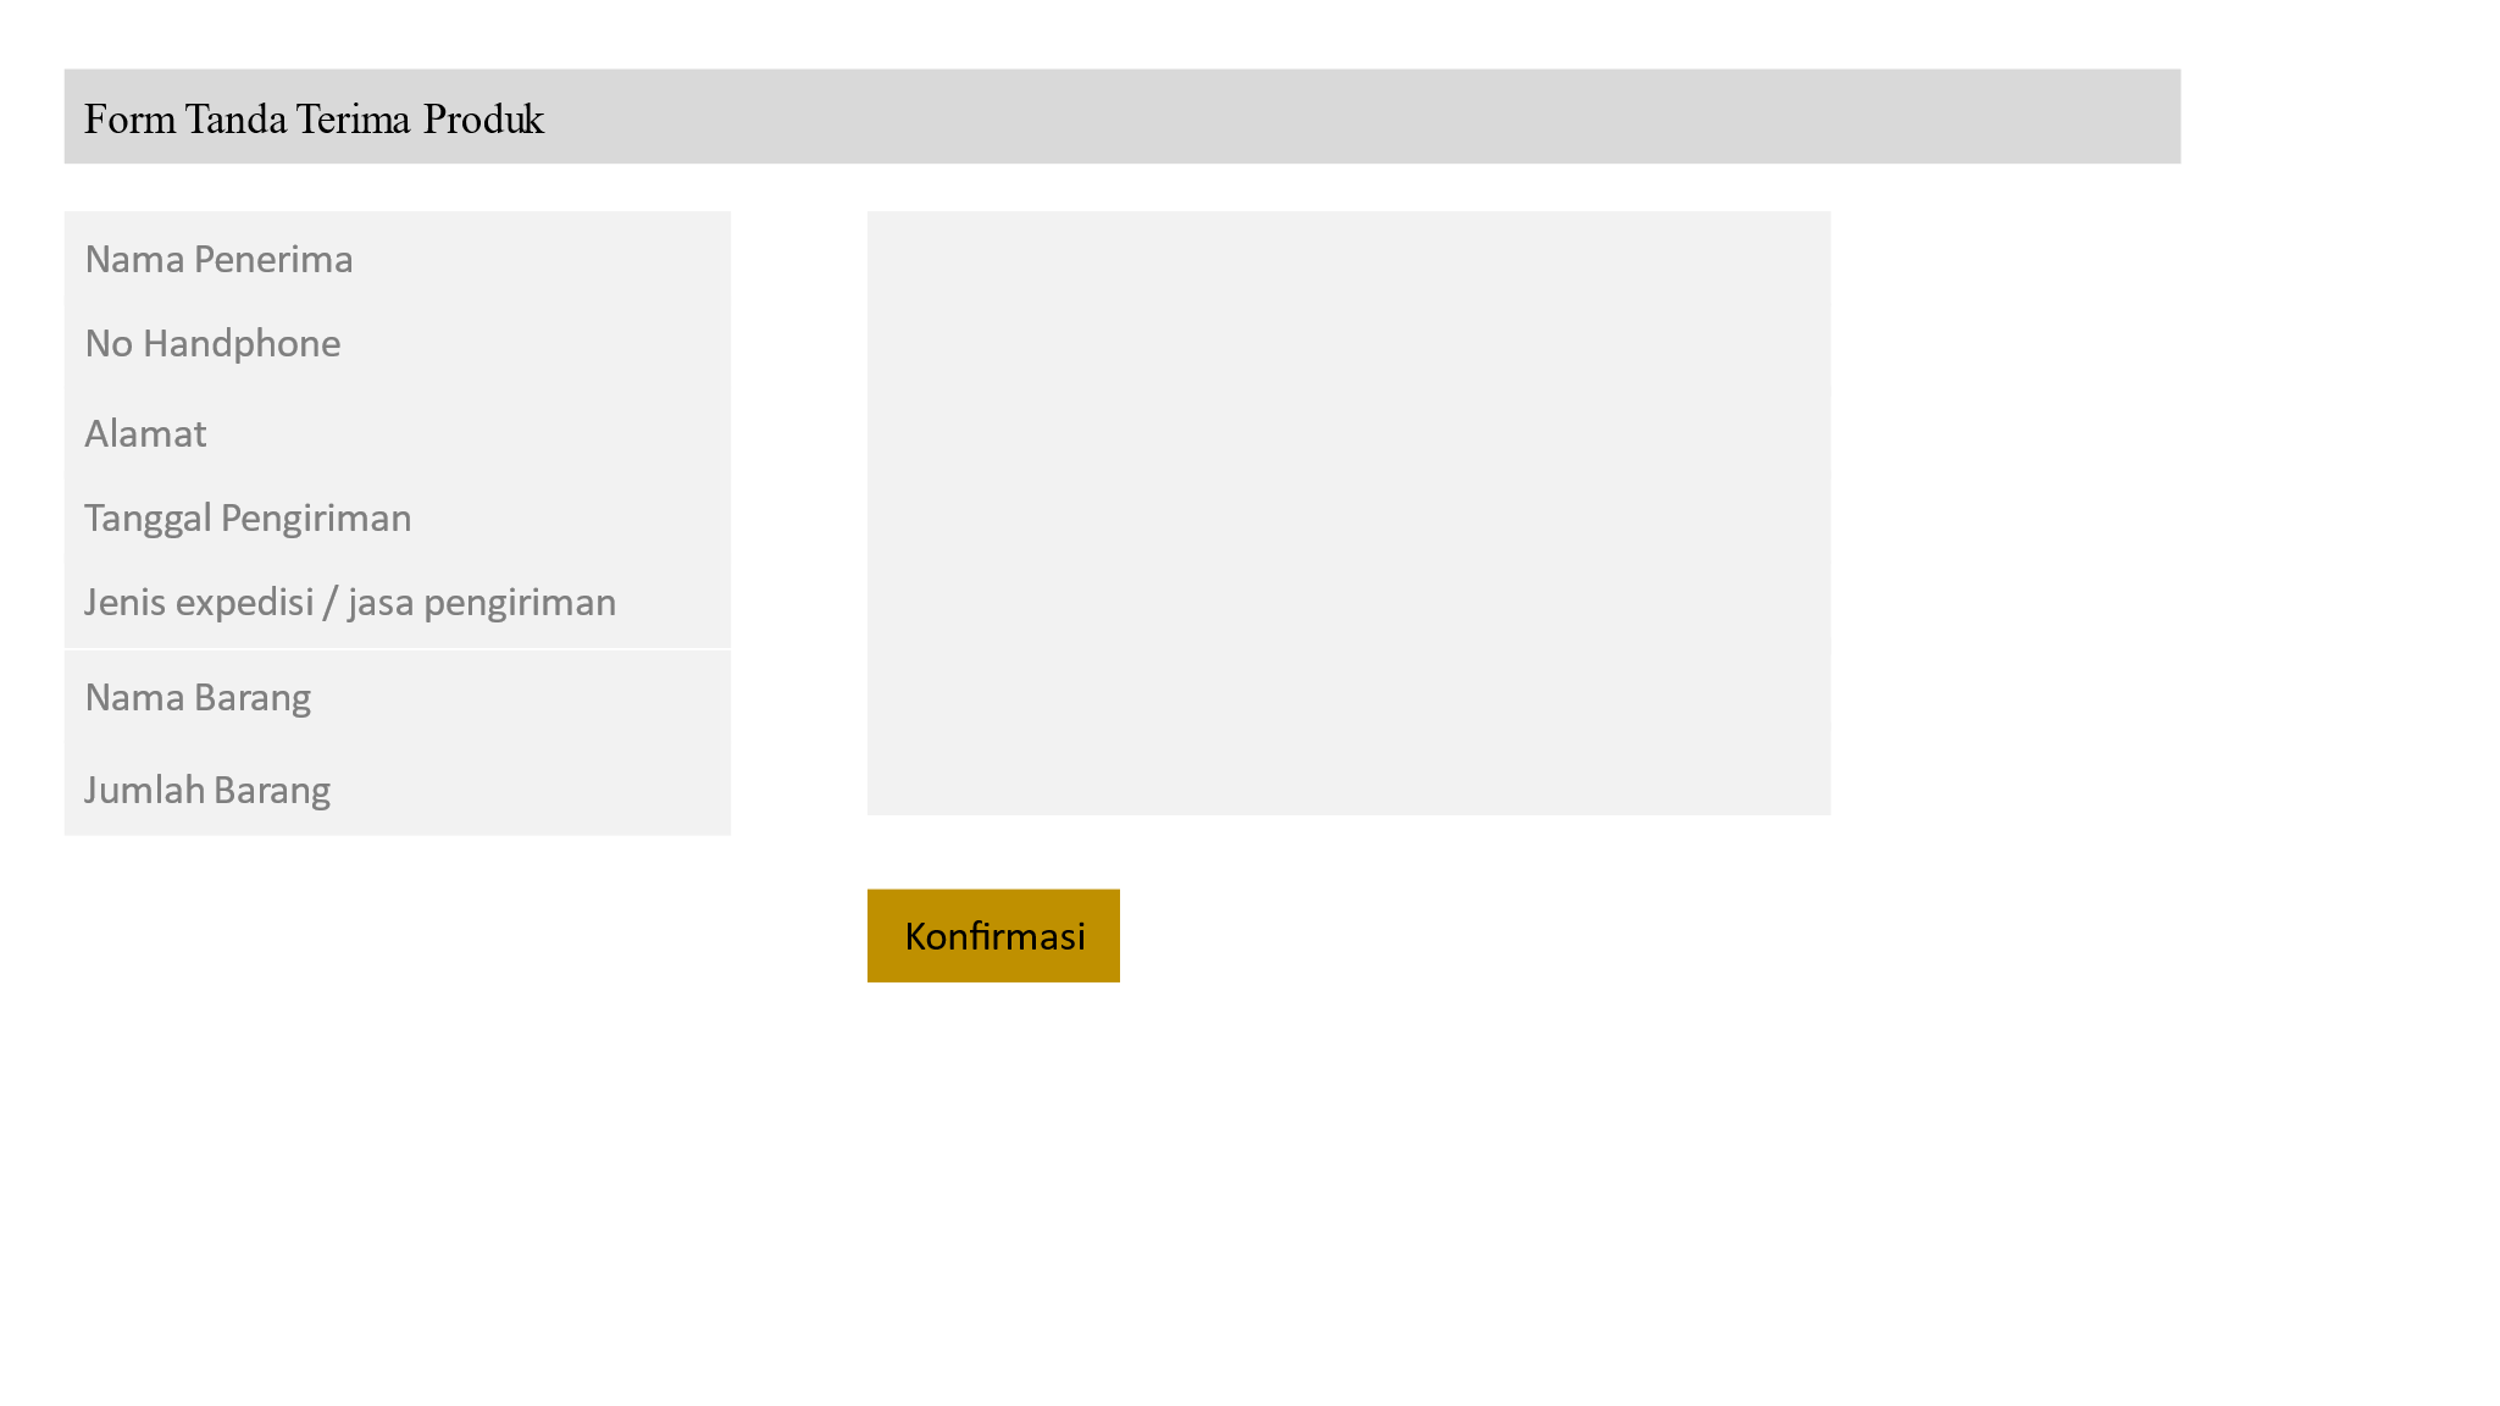 Form Tanda Terima Produk
Nama Penerima
No Handphone
Alamat
Tanggal Pengiriman
Jenis expedisi / jasa pengiriman
Nama Barang
Jumlah Barang
Konfirmasi